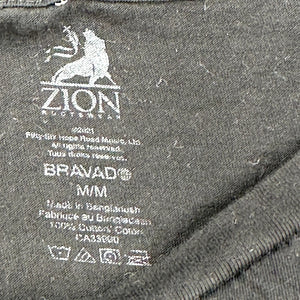 ZION
ROOTSWEAR
©2021
Fifty-Six Hope Road Music, Ltd
All rights reserved.
Tous droits reserves.
BRAVADO
M/M
Made in Bangladesh
Fabriqué au Bangladesh
100% Cotton/ Coton
CA33000